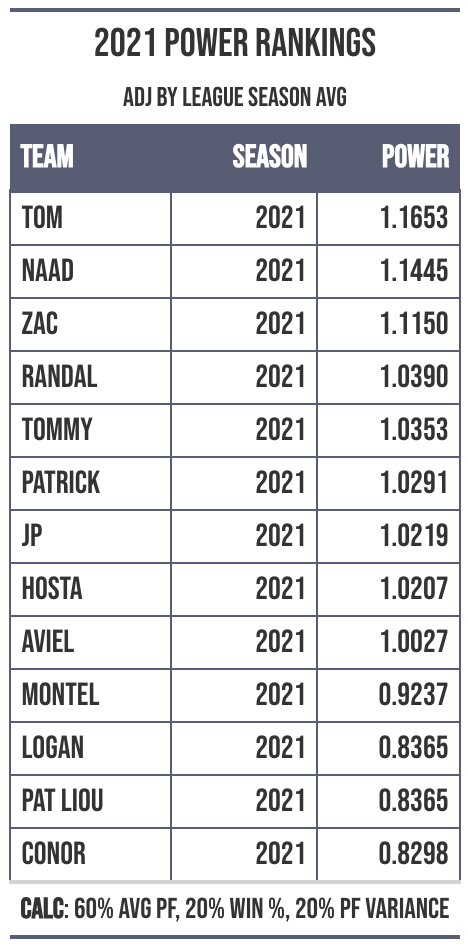 2021 POWER RANKINGS
ADJ BY LEAGUE SEASON AVG
TEAM SEASON POWER
TOM 2021 1.1653
NAAD 2021 1.1445
ZAC 2021 1.1150
RANDAL 2021 1.0390
TOMMY 2021 1.0353
PATRICK 2021 1.0291
JP 2021 1.0219
HOSTA 2021 1.0207
AVIEL 2021 1.0027
MONTEL 2021 0.9237
LOGAN 2021 0.8365
PAT LIOU 2021 0.8365
CONOR 2021 0.8298
CALC: 60% AVG PF, 20% WIN %, 20% PF VARIANCE